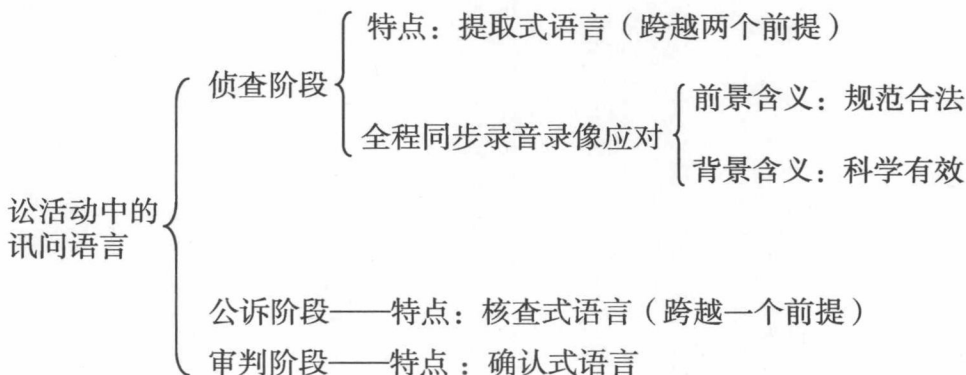 特点：提取式语言（跨越两个前提）
侦查阶段
前景含义：规范合法
全程同步录音录像应对
背景含义：科学有效
讼活动中的
讯问语言
公诉阶段——特点：核查式语言（跨越一个前提）
审判阶段——特点：确认式语言